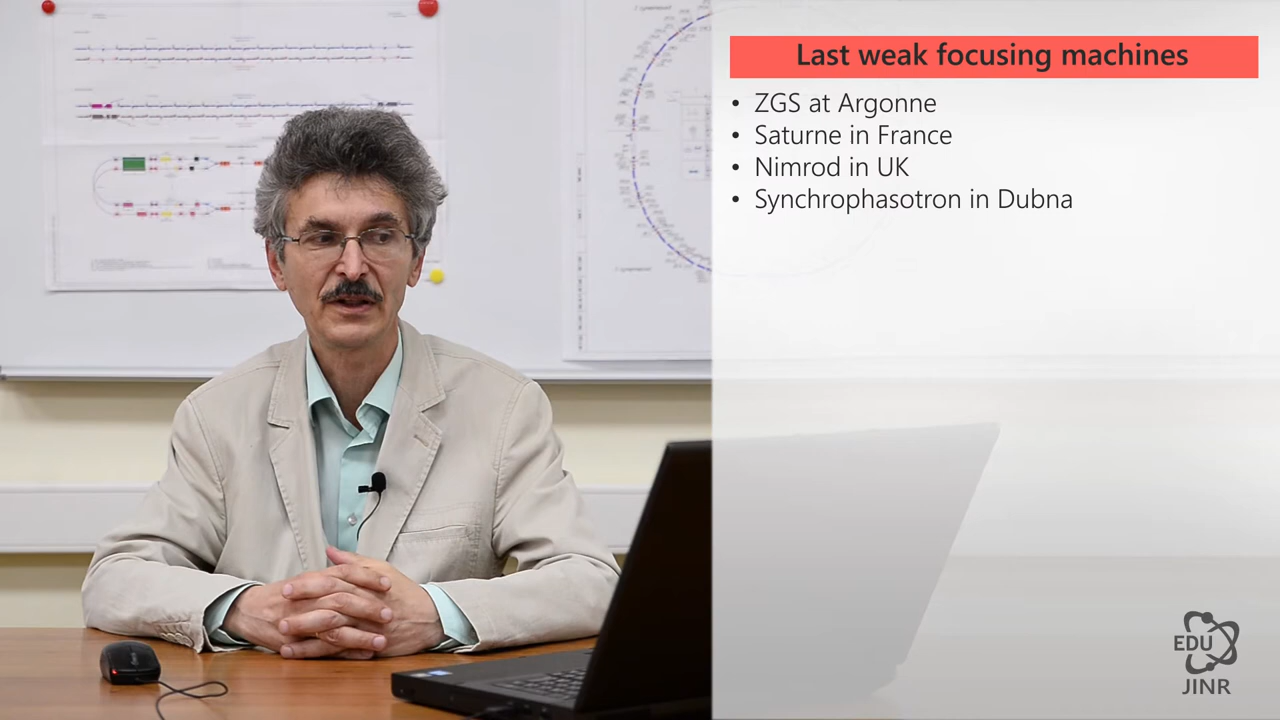 Last weak focusing machines
• ZGS at Argonne
• Saturne in France
• Nimrod in UK
• Synchrophasotron in Dubna
EDU
JINR